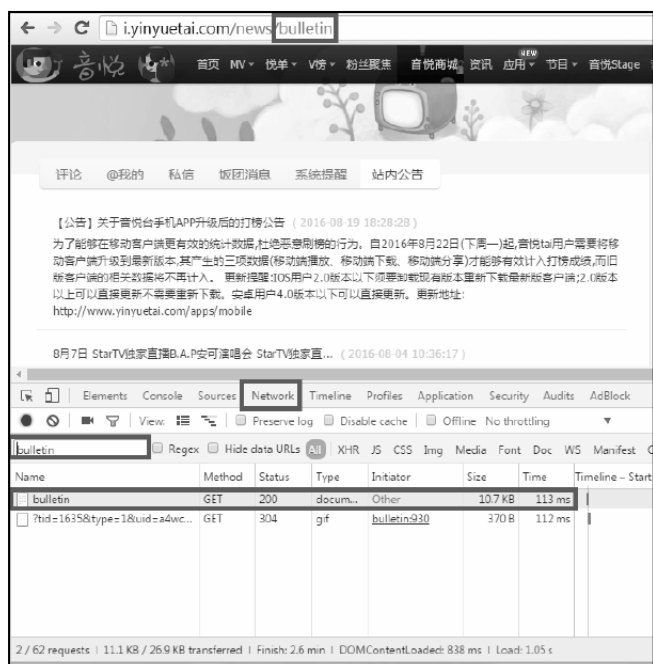 i.yinyuetai.com/news/bulletin
音悦 首页 MV 悦单 V榜 粉丝聚焦 音悦商城 资讯 应用 NEW 节目 音悦Stage
评论 @我的 私信 饭团消息 系统提醒 站内公告
【公告】关于音悦台手机APP升级后的打榜公告 (2016-08-19 18:28:28)
为了能够在移动客户端更有效的统计数据,杜绝恶意刷榜的行为。自2016年8月22日(下周一)起,音悦tai用户需要将移
动客户端升级到最新版本,其产生的三项数据(移动端播放、移动端下载、移动端分享)才能够有效计入打榜成绩,而旧
版客户端的相关数据将不再计入。 更新提醒:IOS用户2.0版本以下须要卸载现有版本重新下载最新版客户端;2.0版本
以上可以直接更新不需要重新下载。安卓用户4.0版本以下可以直接更新。更新地址:
http://www.yinyuetai.com/apps/mobile
8月7日 StarTV独家直播B.A.P安可演唱会 StarTV独家直... (2016-08-04 10:36:17)
Elements Console Sources Network Timeline Profiles Application Security Audits AdBlock
View: Preserve log Disable cache Offline No throttling
bulletin Regex Hide data URLs All XHR JS CSS Img Media Font Doc WS Manifest
Name Method Status Type Initiator Size Time Timeline – Start
bulletin GET 200 docum... Other 10.7 KB 113 ms
?tid=1635&type=1&uid=a4wc... GET 304 gif bulletin:930 370 B 112 ms
2 / 62 requests | 11.1 KB / 26.9 KB transferred | Finish: 2.6 min | DOMContentLoaded: 838 ms | Load: 1.05 s